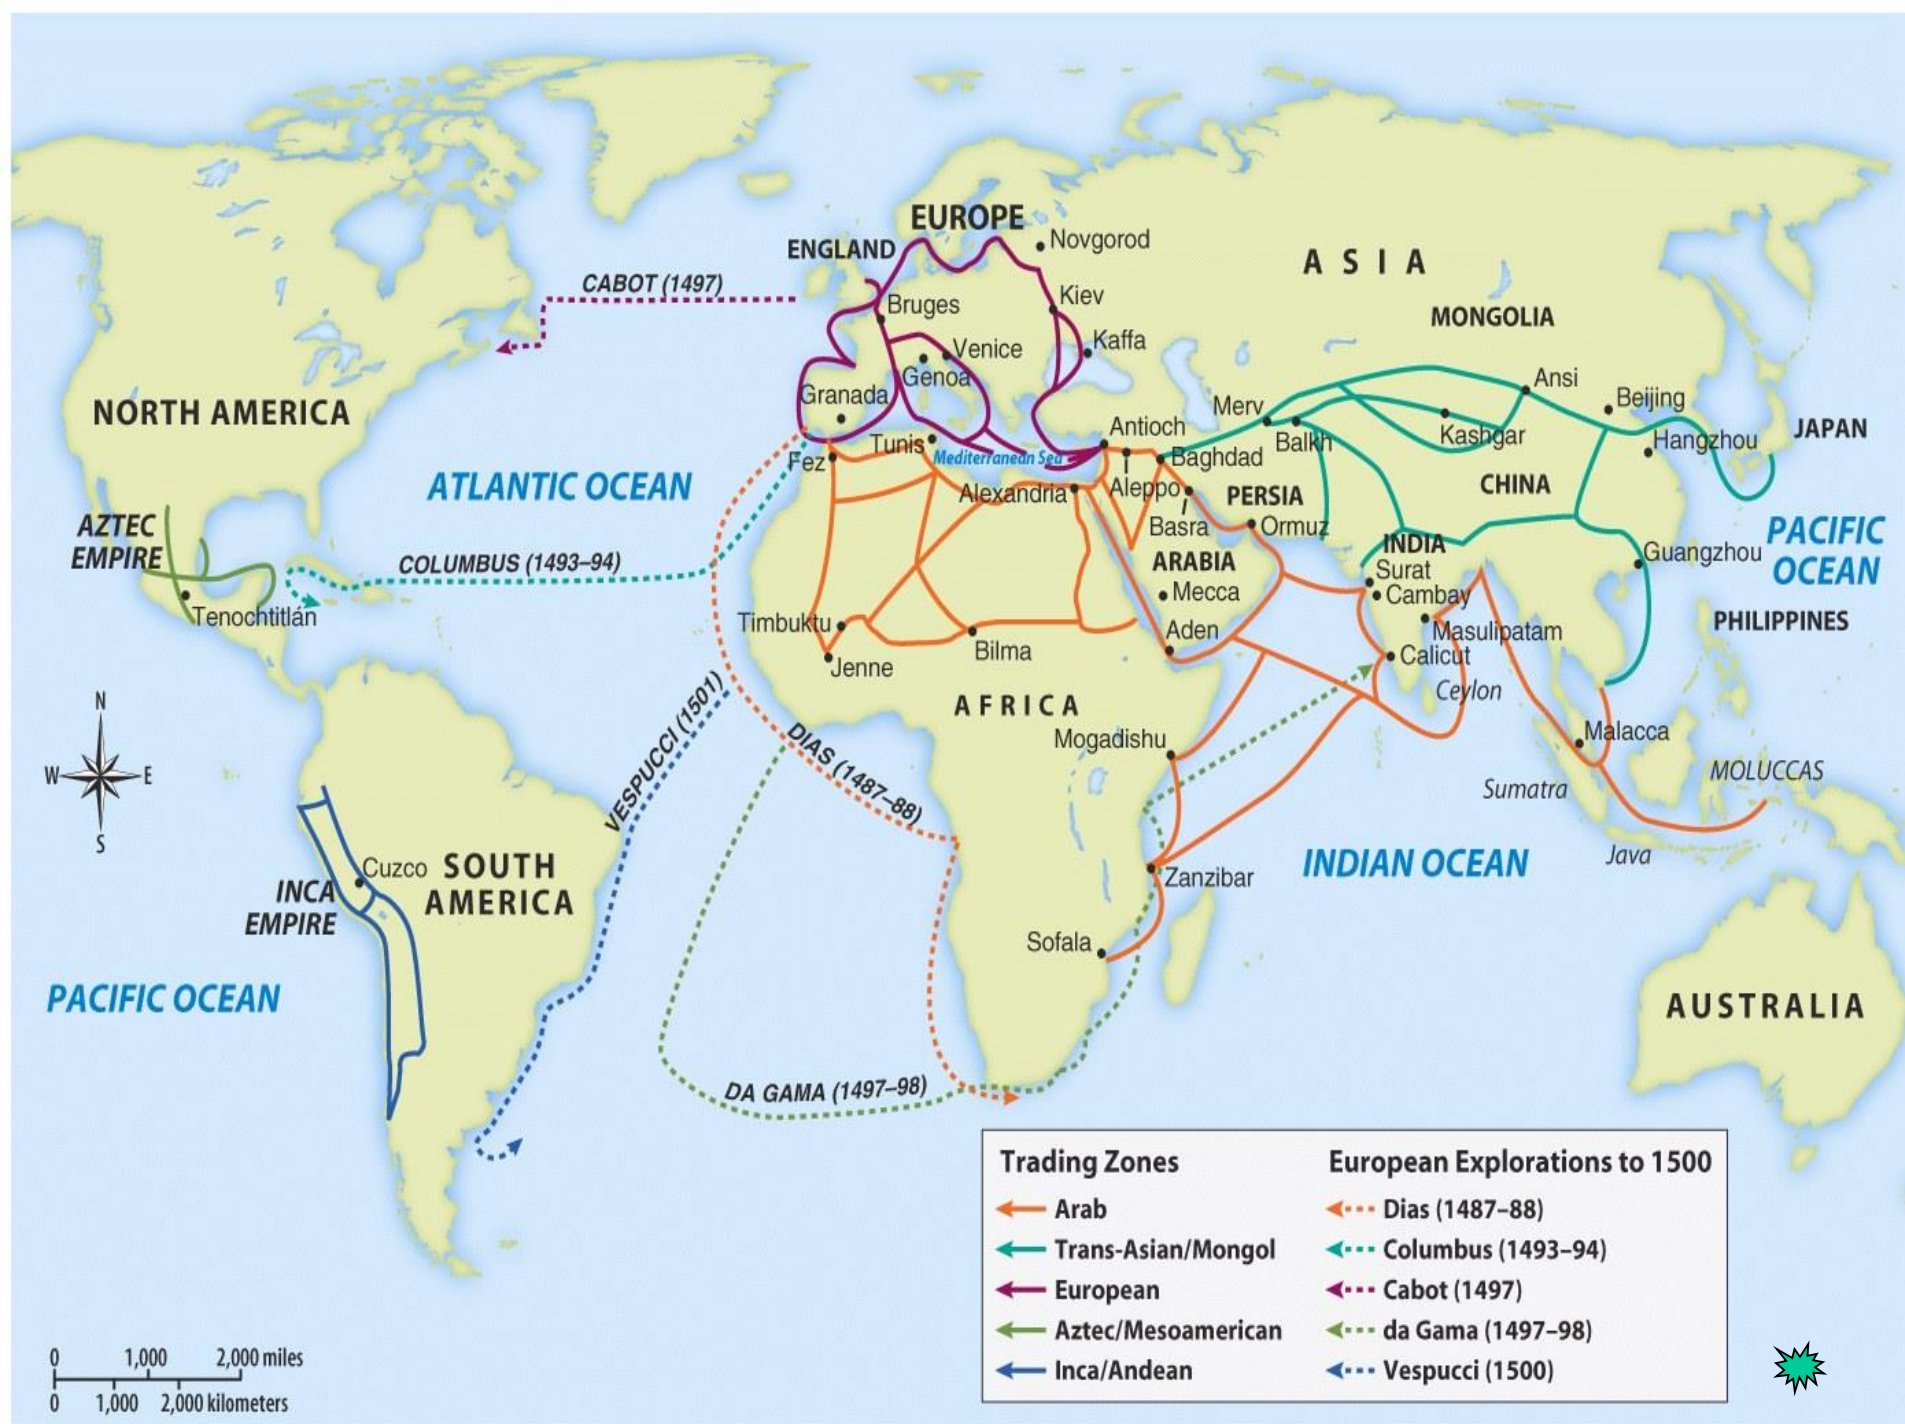 EUROPE
ENGLAND
Novgorod
ASIA
CABOT (1497)
Bruges
Kiev
MONGOLIA
Kaffa
Venice
Genoa
Granada
Ansi
Beijing
Merv
NORTH AMERICA
Antioch
Kashgar
Hangzhou
JAPAN
Tunis
Balkh
Fez
Mediterranean Sea
Baghdad
ATLANTIC OCEAN
Alexandria
Aleppo
PERSIA
CHINA
AZTEC
EMPIRE
Basra
Ormuz
PACIFIC
OCEAN
INDIA
Guangzhou
COLUMBUS (1493–94)
ARABIA
Surat
Mecca
Cambay
Tenochtitlán
PHILIPPINES
Timbuktu
Aden
Masulipatam
Bilma
Calicut
Jenne
Ceylon
VESPUCCI (1501)
AFRICA
N
W
E
S
DIAS (1487–88)
Mogadishu
Malacca
MOLUCCAS
Sumatra
Cuzco
SOUTH
AMERICA
Java
INDIAN OCEAN
INCA
EMPIRE
Zanzibar
Sofala
PACIFIC OCEAN
AUSTRALIA
DA GAMA (1497–98)
Trading Zones
Arab
Trans-Asian/Mongol
European
Aztec/Mesoamerican
Inca/Andean
European Explorations to 1500
Dias (1487–88)
Columbus (1493–94)
Cabot (1497)
da Gama (1497–98)
Vespucci (1500)
0 1,000 2,000 miles
0 1,000 2,000 kilometers